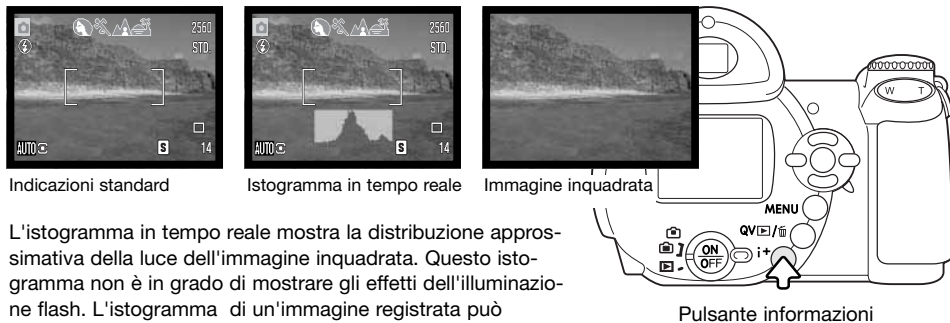 2560
STD.
AUTO
S
14
2560
STD.
AUTO
S
14
W T
MENU
QV /
i+
ON
OFF
Indicazioni standard
Istogramma in tempo reale
Immagine inquadrata
L'istogramma in tempo reale mostra la distribuzione appros-
simativa della luce dell'immagine inquadrata. Questo isto-
gramma non è in grado di mostrare gli effetti dell'illuminazio-
ne flash. L'istogramma di un'immagine registrata può
Pulsante informazioni